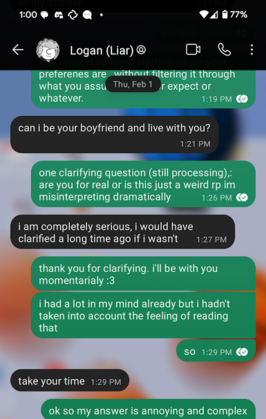 1:00
77%
Logan (Liar)
Thu, Feb 1
preferenes are without filtering it through
what you assu r expect or
whatever.
1:19 PM
can i be your boyfriend and live with you?
1:21 PM
one clarifying question (still processing),:
are you for real or is this just a weird rp im
misinterpreting dramatically 1:26 PM
i am completely serious, i would have
clarified a long time ago if i wasn't 1:27 PM
thank you for clarifying. i'll be with you
momentarialy :3
i had a lot in my mind already but i hadn't
taken into account the feeling of reading
that
so 1:29 PM
take your time 1:29 PM
ok so my answer is annoying and complex